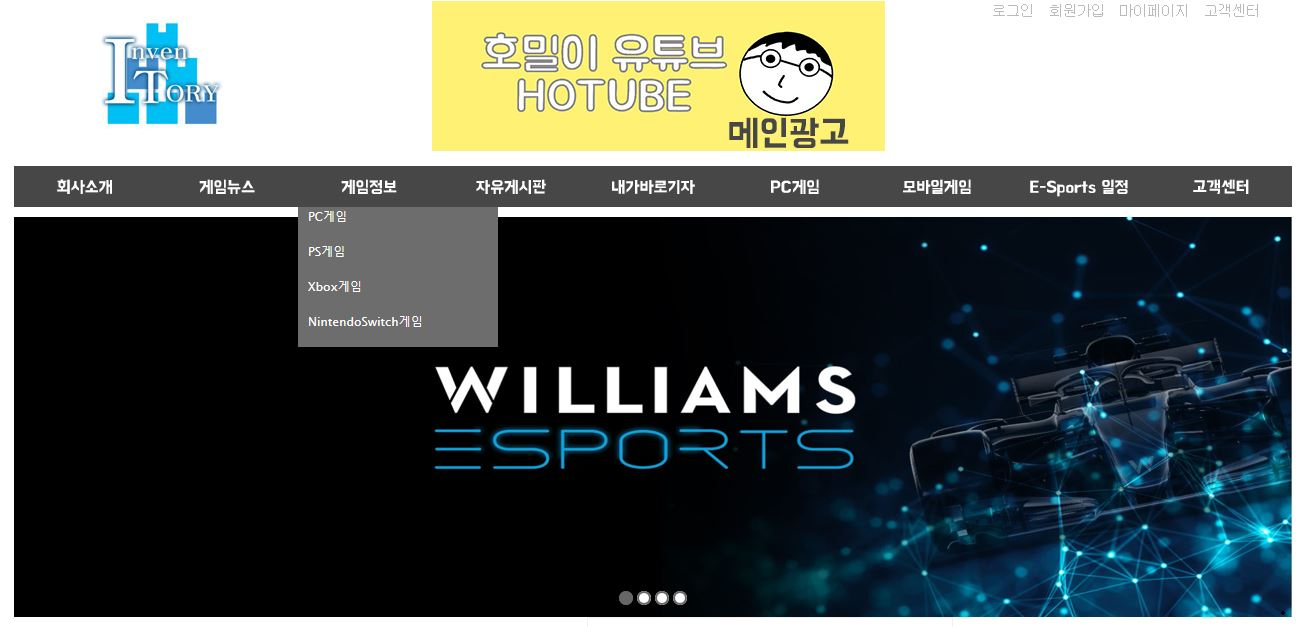 Inven
Tory
호밀이 유튜브
HOTUBE
메인광고
로그인 회원가입 마이페이지 고객센터
회사소개 게임뉴스 게임정보 자유게시판 내가바로기자 PC게임 모바일게임 E-Sports 일정 고객센터
PC게임
PS게임
Xbox게임
NintendoSwitch게임
WILLIAMS
ESPORTS